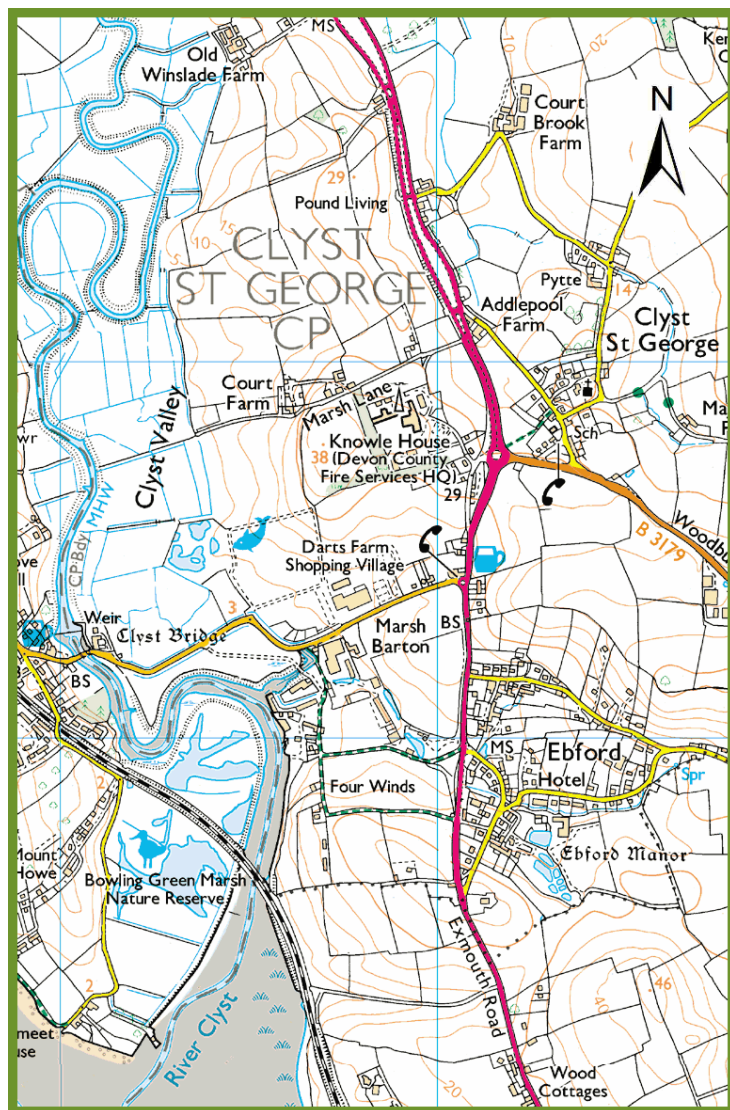 MS
Old
Winslade Farm
10
20
N
Court
Brook
Farm
29
Pound Living
15
10
5
CLYST
ST GEORGE
CP
Pytte
14
Addlepool
Farm
Clyst
St George
Court
Farm
Marsh Lane
Clyst Valley
Sch
Knowle House
(Devon County
Fire Services HQ)
38
29
MHW
CP Bdy
B 3179
Darts Farm
Shopping Village
3
Weir
Clyst Bridge
Marsh
Barton
BS
BS
MS
Ebford
Hotel
Spr
2
Four Winds
Ebford Manor
Mount
Howe
Bowling Green Marsh
Nature Reserve
Exmouth Road
2
River Clyst
46
40
20
Wood
Cottages